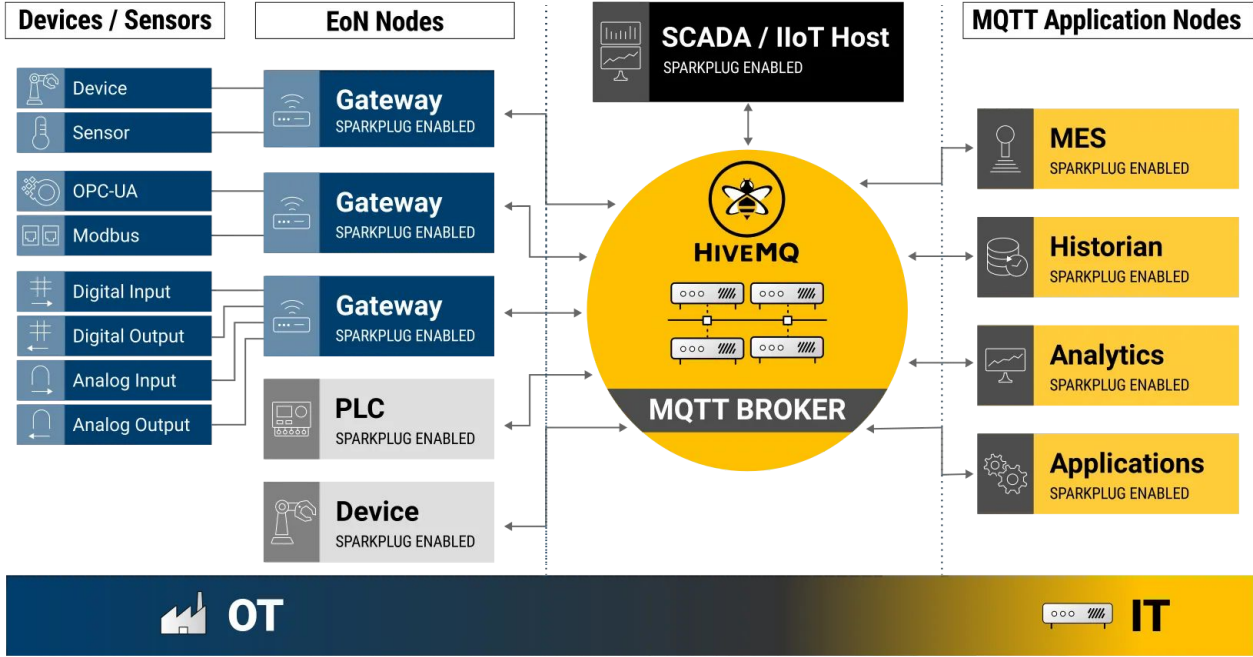 Devices / Sensors
EoN Nodes
SCADA / IIoT Host
SPARKPLUG ENABLED
MQTT Application Nodes
Device
Sensor
Gateway
SPARKPLUG ENABLED
OPC-UA
Modbus
Gateway
SPARKPLUG ENABLED
Digital Input
Digital Output
Analog Input
Analog Output
Gateway
SPARKPLUG ENABLED
PLC
SPARKPLUG ENABLED
Device
SPARKPLUG ENABLED
HIVEMQ
MQTT BROKER
MES
SPARKPLUG ENABLED
Historian
SPARKPLUG ENABLED
Analytics
SPARKPLUG ENABLED
Applications
SPARKPLUG ENABLED
OT
IT